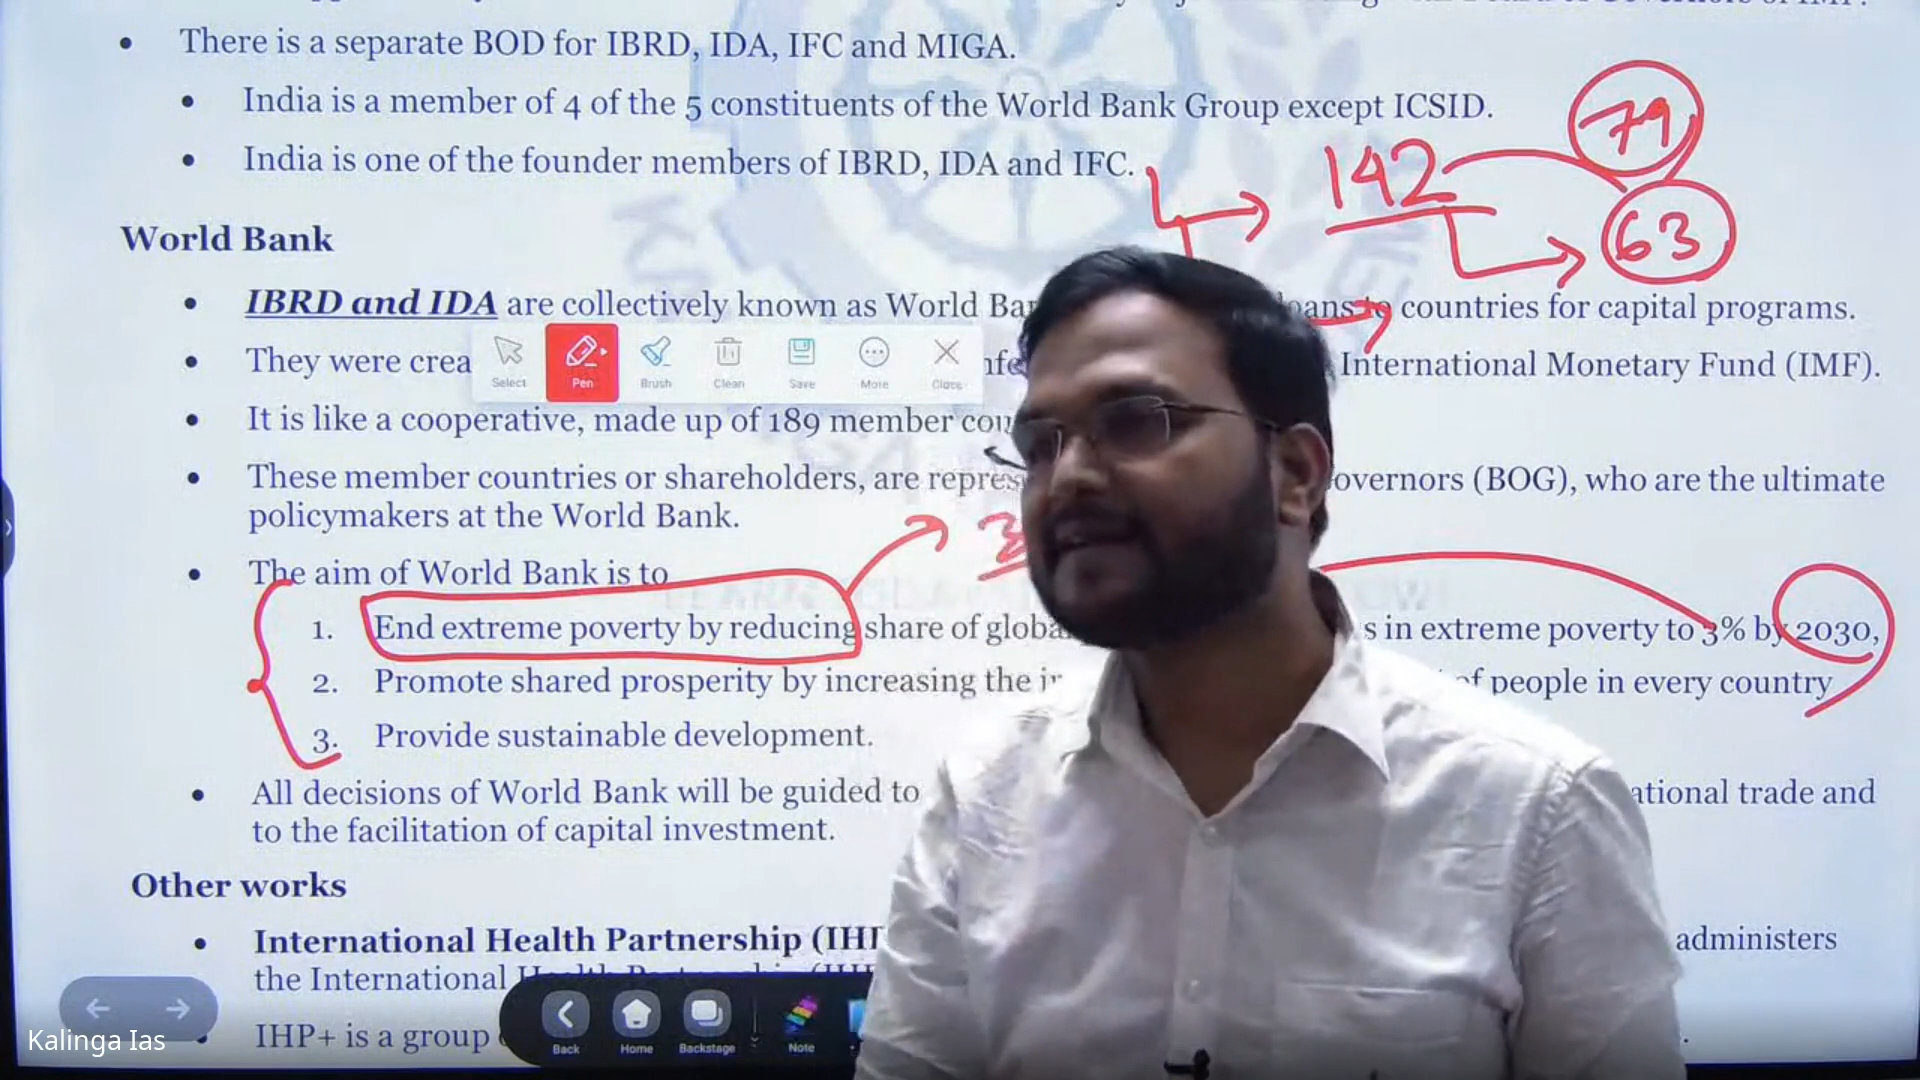 There is a separate BOD for IBRD, IDA, IFC and MIGA.
India is a member of 4 of the 5 constituents of the World Bank Group except ICSID.
79
India is one of the founder members of IBRD, IDA and IFC.
142
63
World Bank
IBRD and IDA are collectively known as World Ban countries for capital programs.
They were crea International Monetary Fund (IMF).
Select
Pen
Brush
Clean
Save
More
Close
It is like a cooperative, made up of 189 member cou
These member countries or shareholders, are repres overnors (BOG), who are the ultimate
policymakers at the World Bank.
The aim of World Bank is to
1. End extreme poverty by reducing share of globa s in extreme poverty to 3% by 2030,
2. Promote shared prosperity by increasing the of people in every country
3. Provide sustainable development.
All decisions of World Bank will be guided to ational trade and
to the facilitation of capital investment.
Other works
International Health Partnership (IHP administers
the International Health Partnership (IHP
IHP+ is a group
Back
Home
Backstage
Note
Kalinga Ias